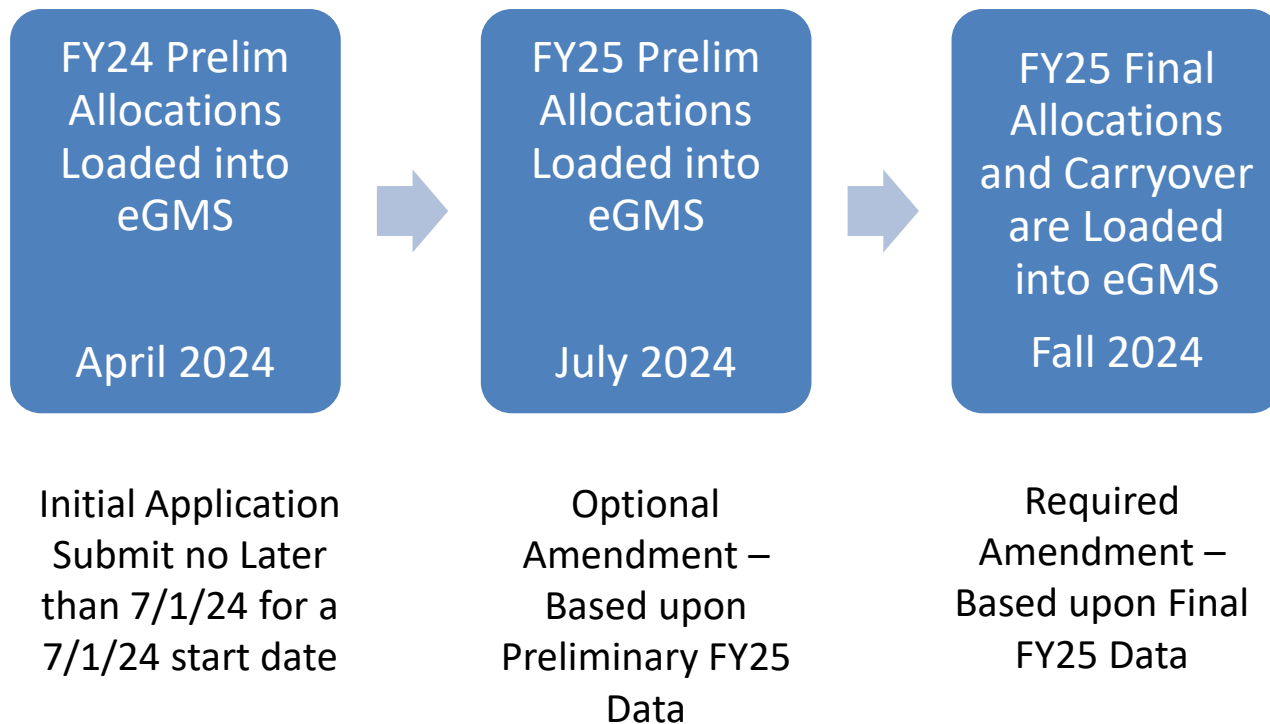 FY24 Prelim
Allocations
Loaded into
eGMS
April 2024
FY25 Prelim
Allocations
Loaded into
eGMS
July 2024
FY25 Final
Allocations
and Carryover
are Loaded
into eGMS
Fall 2024
Initial Application
Submit no Later
than 7/1/24 for a
7/1/24 start date
Optional
Amendment –
Based upon
Preliminary FY25
Data
Required
Amendment –
Based upon Final
FY25 Data